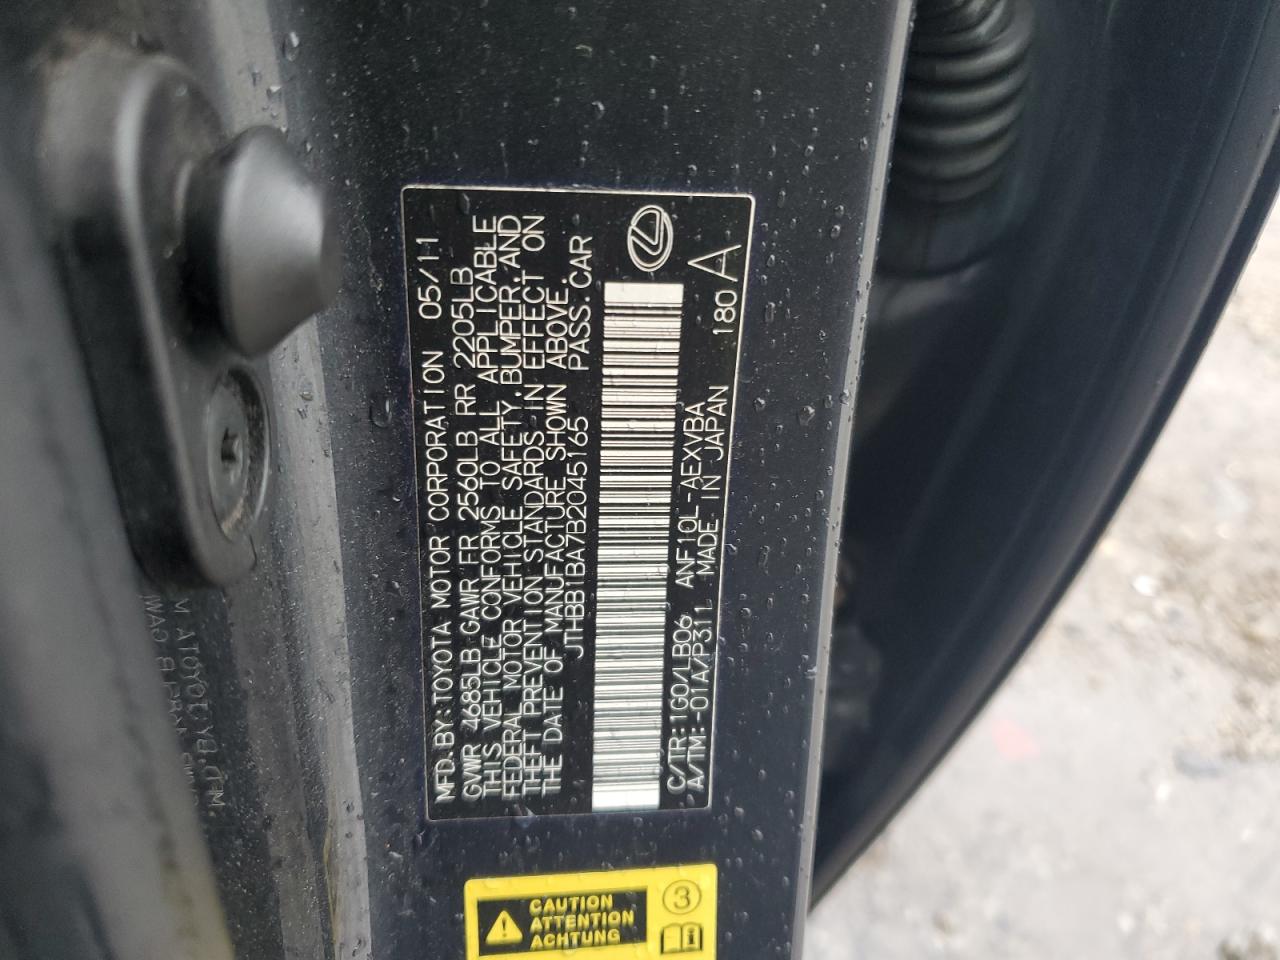 MFD.BY:TOYOTA MOTOR CORPORATION 05/11
GVWR 4685LB GAWR FR 2560LB RR 2205LB
THIS VEHICLE CONFORMS TO ALL APPLICABLE
FEDERAL MOTOR VEHICLE SAFETY,BUMPER,AND
THEFT PREVENTION STANDARDS IN EFFECT ON
THE DATE OF MANUFACTURE SHOWN ABOVE.
JTHBB1BA7B2045165 PASS.CAR
C/TR:1G0/LB06 ANF10L-AEXVBA
A/TM:-01A/P311 MADE IN JAPAN 180 A
CAUTION
ATTENTION
ACHTUNG
3